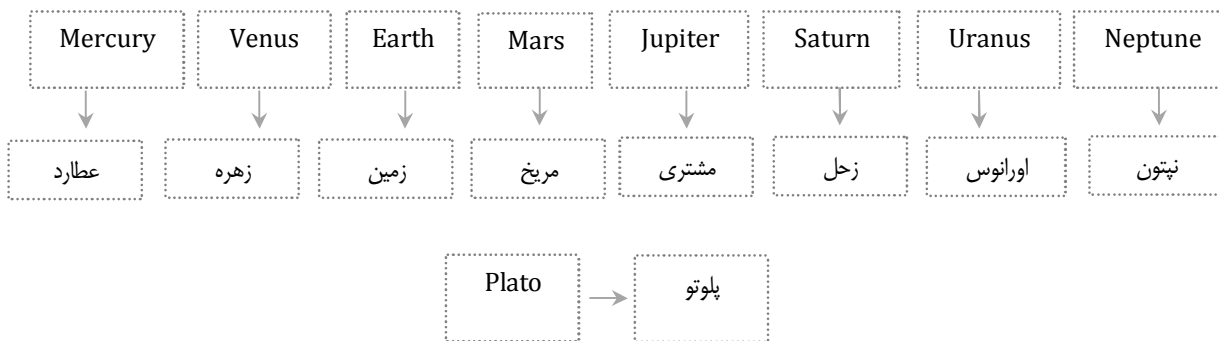 Mercury Venus Earth Mars Jupiter Saturn Uranus Neptune
عطارد زهره زمین مریخ مشتری زحل اورانوس نپتون
Plato پلوتو